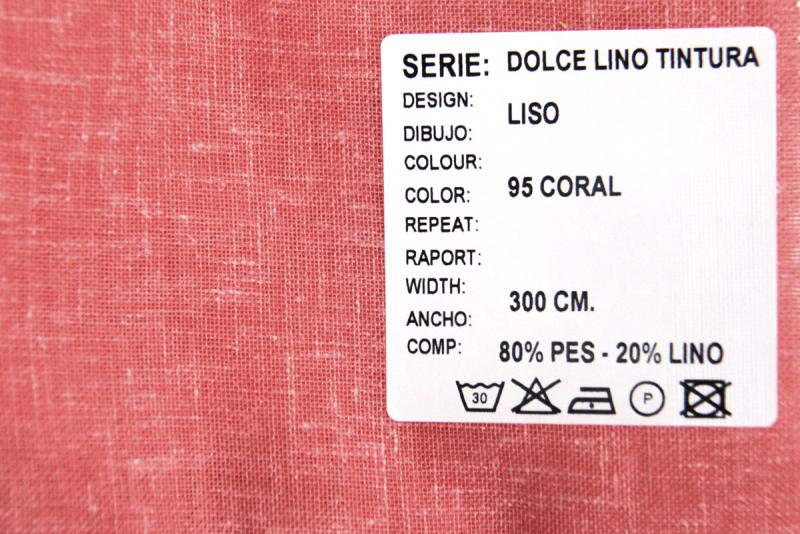 SERIE: DOLCE LINO TINTURA
DESIGN:
LISO
DIBUJO:
COLOUR:
95 CORAL
COLOR:
REPEAT:
RAPORT:
WIDTH:
300 CM.
ANCHO:
COMP: 80% PES - 20% LINO
30 P